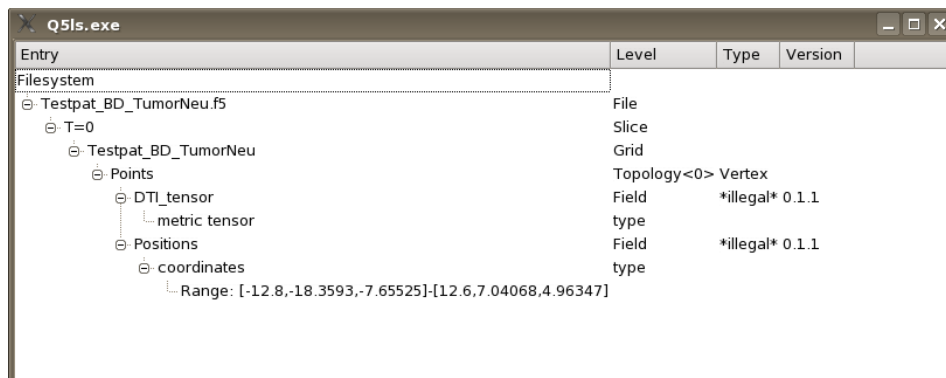 Q5ls.exe
Entry Level Type Version
Filesystem
Testpat_BD_TumorNeu.f5 File
T=0 Slice
Testpat_BD_TumorNeu Grid
Points Topology<0> Vertex
DTI_tensor Field *illegal* 0.1.1
metric tensor type
Positions Field *illegal* 0.1.1
coordinates type
Range: [-12.8,-18.3593,-7.65525]-[12.6,7.04068,4.96347]